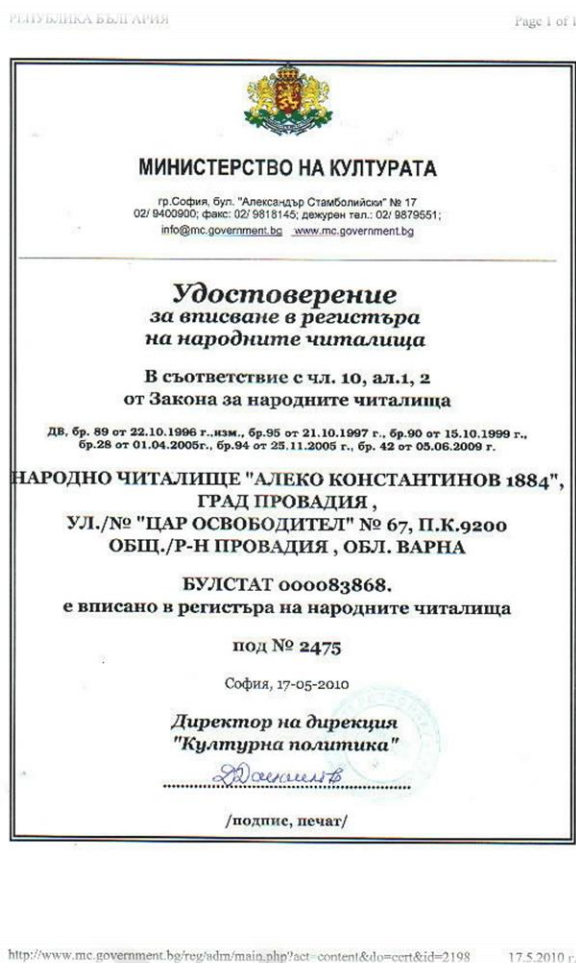 РЕПУБЛИКА БЪЛГАРИЯ Page 1 of 1
МИНИСТЕРСТВО НА КУЛТУРАТА
гр.София, бул. "Александър Стамболийски" № 17
02/ 9400900; факс: 02/ 9818145; дежурен тел.: 02/ 9879551;
info@mc.government.bg www.mc.government.bg
Удостоверение
за вписване в регистъра
на народните читалища
В съответствие с чл. 10, ал.1, 2
от Закона за народните читалища
ДВ, бр. 89 от 22.10.1996 г.,изм., бр.95 от 21.10.1997 г., бр.90 от 15.10.1999 г.,
бр.28 от 01.04.2005г., бр.94 от 25.11.2005 г., бр. 42 от 05.06.2009 г.
НАРОДНО ЧИТАЛИЩЕ "АЛЕКО КОНСТАНТИНОВ 1884",
ГРАД ПРОВАДИЯ ,
УЛ./№ "ЦАР ОСВОБОДИТЕЛ" № 67, П.К.9200
ОБЩ./Р-Н ПРОВАДИЯ , ОБЛ. ВАРНА
БУЛСТАТ 000083868.
е вписано в регистъра на народните читалища
под № 2475
София, 17-05-2010
Директор на дирекция
"Културна политика"
/подпис, печат/
http://www.mc.government.bg/reg/adm/main.php?act=content&do=cert&id=2198 17.5.2010 г.